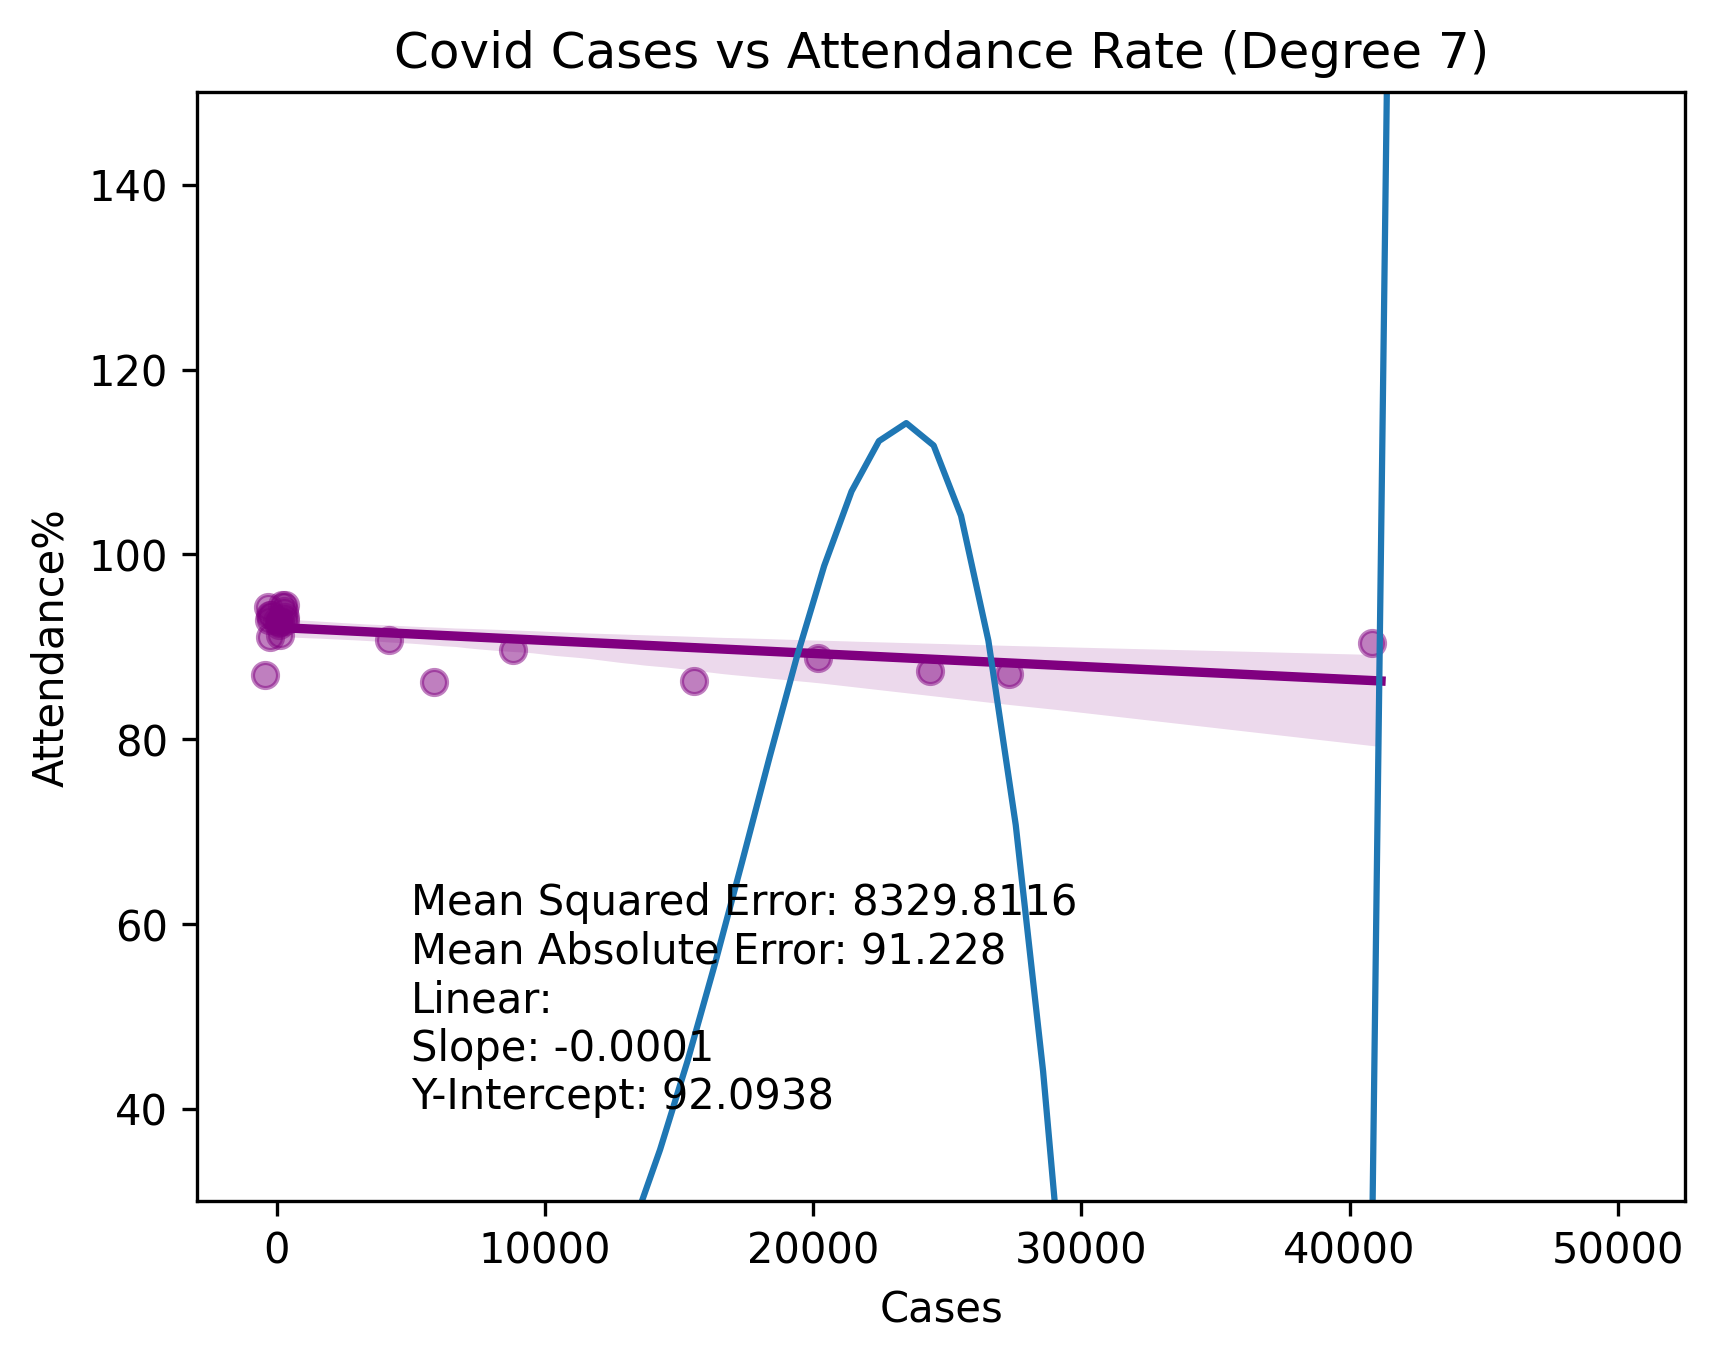 Covid Cases vs Attendance Rate (Degree 7)
140
120
100
80
60
40
Attendance%
Mean Squared Error: 8329.8116
Mean Absolute Error: 91.228
Linear:
Slope: -0.0001
Y-Intercept: 92.0938
0 10000 20000 30000 40000 50000
Cases